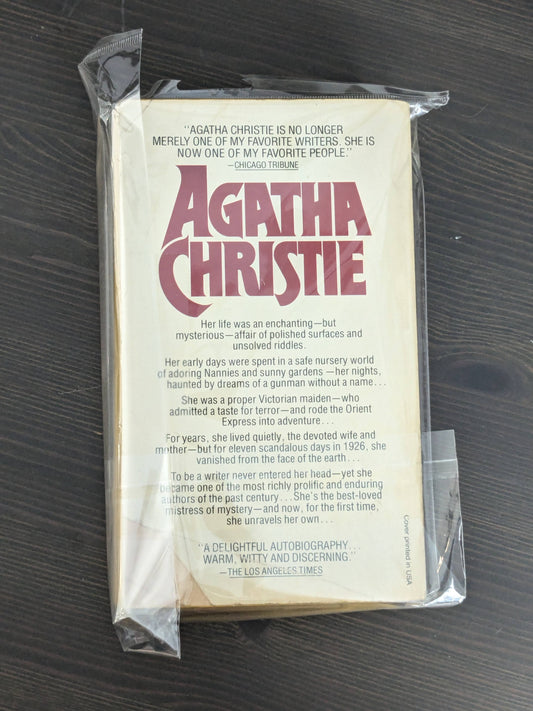 "AGATHA CHRISTIE IS NO LONGER
MERELY ONE OF MY FAVORITE WRITERS. SHE IS
NOW ONE OF MY FAVORITE PEOPLE."
—CHICAGO TRIBUNE
AGATHA
CHRISTIE
Her life was an enchanting—but
mysterious—affair of polished surfaces and
unsolved riddles.
Her early days were spent in a safe nursery world
of adoring Nannies and sunny gardens—her nights,
haunted by dreams of a gunman without a name...
She was a proper Victorian maiden—who
admitted a taste for terror—and rode the Orient
Express into adventure...
For years, she lived quietly, the devoted wife and
mother—but for eleven scandalous days in 1926, she
vanished from the face of the earth...
To be a writer never entered her head—yet she
became one of the most richly prolific and enduring
authors of the past century...She's the best-loved
mistress of mystery—and now, for the first time,
she unravels her own...
"A DELIGHTFUL AUTOBIOGRAPHY...
WARM, WITTY AND DISCERNING."
—THE LOS ANGELES TIMES
Cover printed in USA